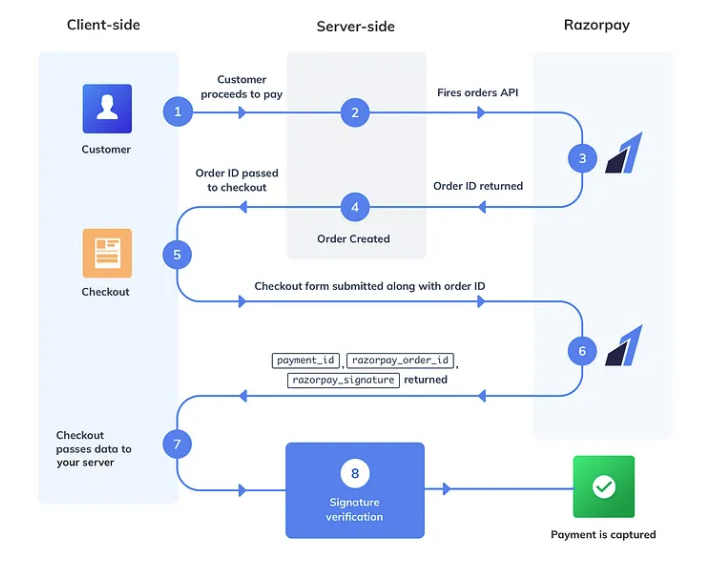 Client-side
Server-side
Razorpay
Customer
proceeds to pay
Fires orders API
1
2
Customer
3
Order ID passed
to checkout
Order ID returned
4
Order Created
5
Checkout
Checkout form submitted along with order ID
6
payment_id , razorpay_order_id ,
razorpay_signature returned
7
Checkout
passes data to
your server
8
Signature
verification
Payment is captured